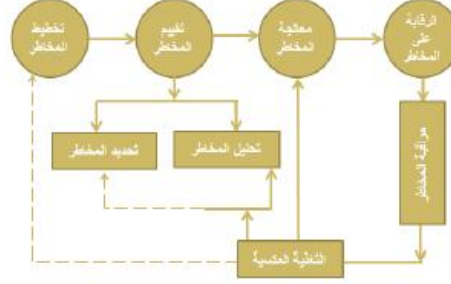 تخطيط
المخاطر
تقييم
المخاطر
معالجة
المخاطر
الرقابة
على
المخاطر
تحديد المخاطر
تحليل المخاطر
مراقبة المخاطر
التغذية العكسية